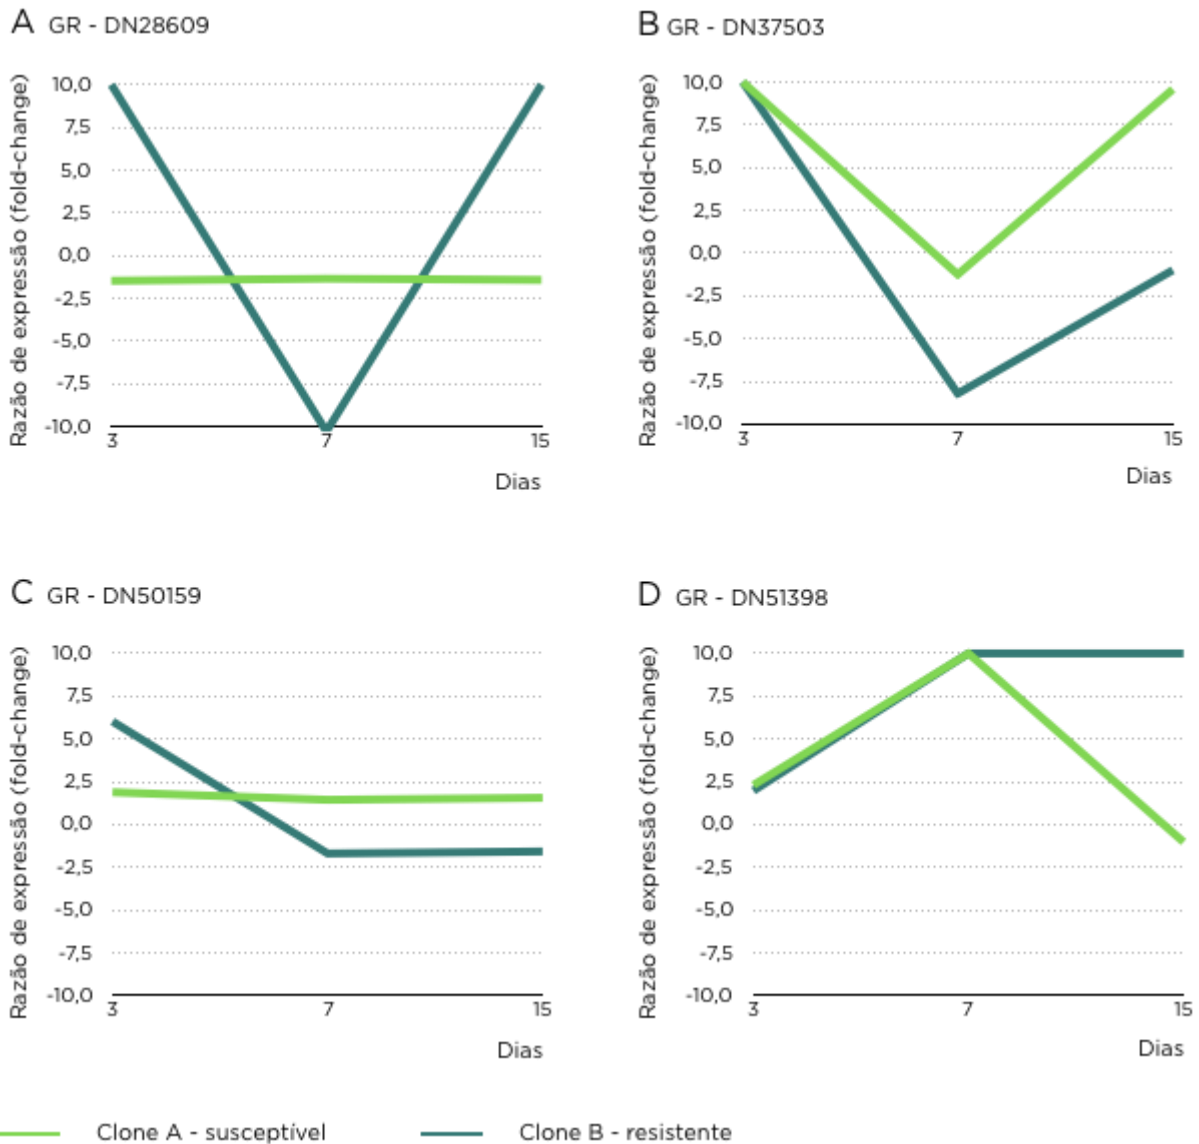 A GR - DN28609
Razão de expressão (fold-change)
10,0
7,5
5,0
2,5
0,0
-2,5
-5,0
-7,5
-10,0
3 7 15
Dias
B GR - DN37503
Razão de expressão (fold-change)
10,0
7,5
5,0
2,5
0,0
-2,5
-5,0
-7,5
-10,0
3 7 15
Dias
C GR - DN50159
Razão de expressão (fold-change)
10,0
7,5
5,0
2,5
0,0
-2,5
-5,0
-7,5
-10,0
3 7 15
Dias
D GR - DN51398
Razão de expressão (fold-change)
10,0
7,5
5,0
2,5
0,0
-2,5
-5,0
-7,5
-10,0
3 7 15
Dias
Clone A - susceptível Clone B - resistente